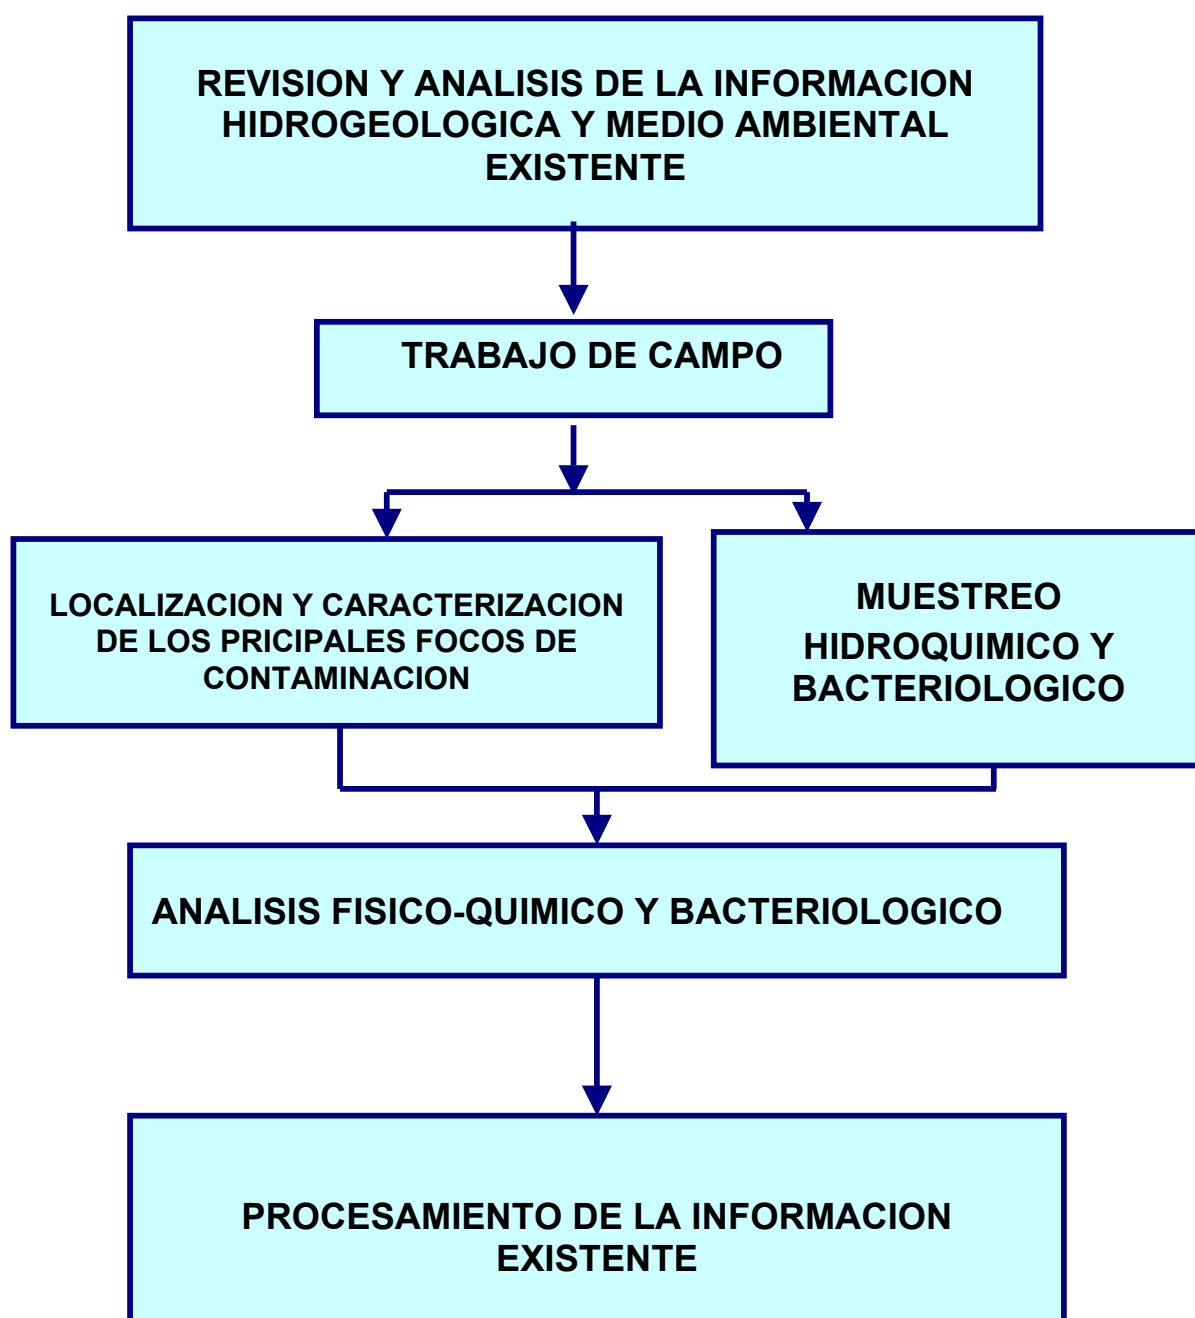 REVISION Y ANALISIS DE LA INFORMACION
HIDROGEOLOGICA Y MEDIO AMBIENTAL
EXISTENTE
TRABAJO DE CAMPO
LOCALIZACION Y CARACTERIZACION
DE LOS PRICIPALES FOCOS DE
CONTAMINACION
MUESTREO
HIDROQUIMICO Y
BACTERIOLOGICO
ANALISIS FISICO-QUIMICO Y BACTERIOLOGICO
PROCESAMIENTO DE LA INFORMACION
EXISTENTE